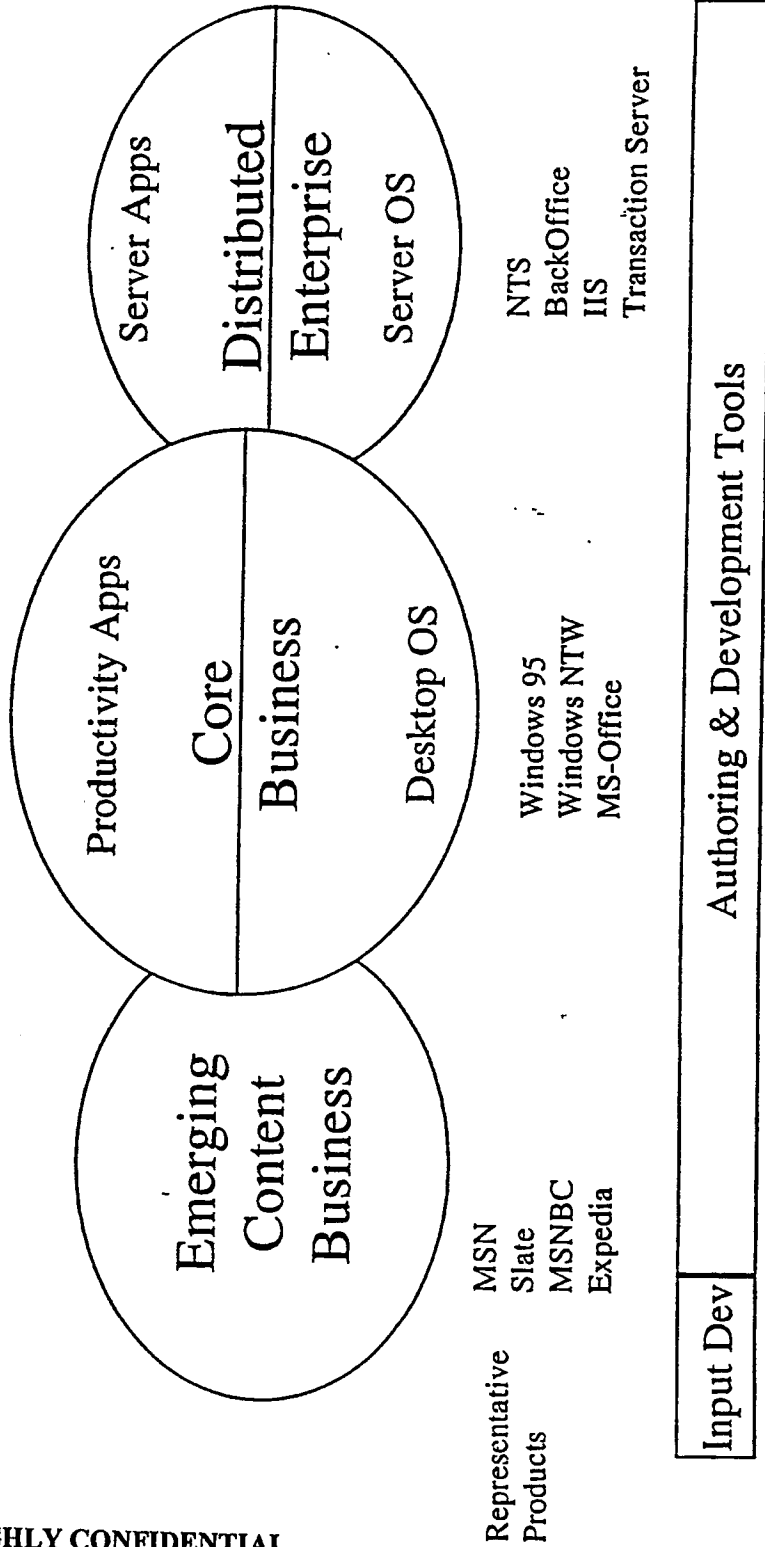 Emerging
Content
Business
Productivity Apps
Core
Business
Desktop OS
Server Apps
Distributed
Enterprise
Server OS
Representative
Products
MSN
Slate
MSNBC
Expedia
Windows 95
Windows NTW
MS-Office
NTS
BackOffice
IIS
Transaction Server
Input Dev
Authoring & Development Tools
CONFIDENTIAL